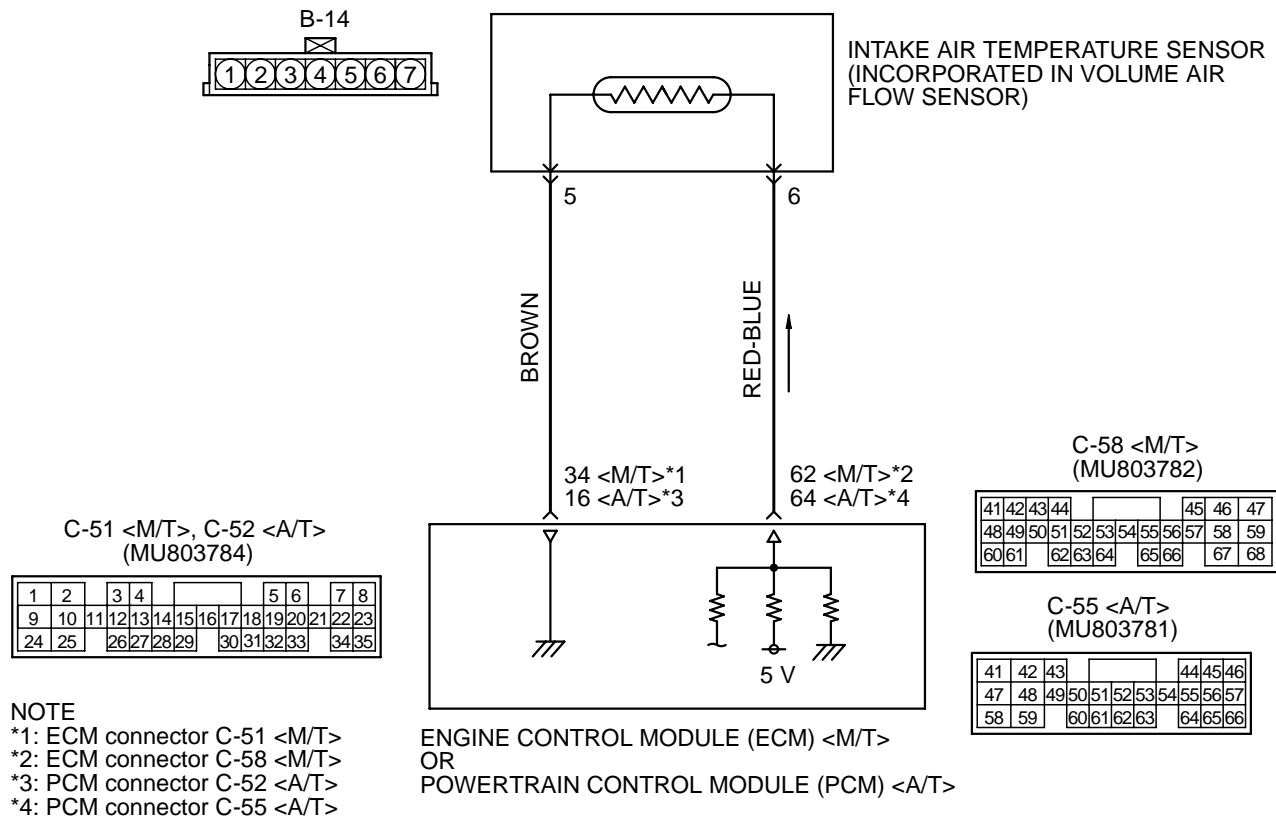 B-14
1 2 3 4 5 6 7
INTAKE AIR TEMPERATURE SENSOR
(INCORPORATED IN VOLUME AIR
FLOW SENSOR)
5
6
BROWN
RED-BLUE
34 <M/T>*1
16 <A/T>*3
62 <M/T>*2
64 <A/T>*4
5 V
C-51 <M/T>, C-52 <A/T>
(MU803784)
1 2 3 4 5 6 7 8
9 10 11 12 13 14 15 16 17 18 19 20 21 22 23
24 25 26 27 28 29 30 31 32 33 34 35
C-58 <M/T>
(MU803782)
41 42 43 44 45 46 47
48 49 50 51 52 53 54 55 56 57 58 59
60 61 62 63 64 65 66 67 68
C-55 <A/T>
(MU803781)
41 42 43 44 45 46
47 48 49 50 51 52 53 54 55 56 57
58 59 60 61 62 63 64 65 66
NOTE
*1: ECM connector C-51 <M/T>
*2: ECM connector C-58 <M/T>
*3: PCM connector C-52 <A/T>
*4: PCM connector C-55 <A/T>
ENGINE CONTROL MODULE (ECM) <M/T>
OR
POWERTRAIN CONTROL MODULE (PCM) <A/T>